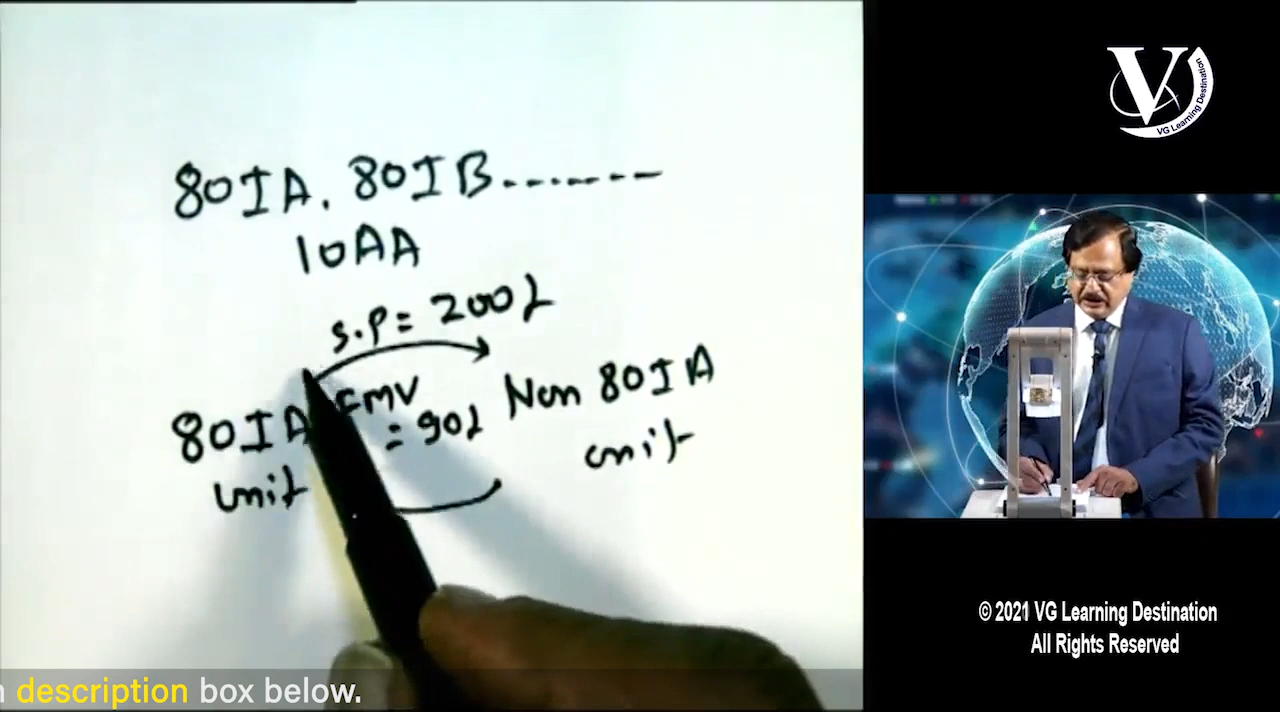 80IA, 80IB.......
10AA
S.P = 200L
80IA
unit
FMV
= 90L
Non 80IA
unit
V
VG Learning Destination
© 2021 VG Learning Destination
All Rights Reserved
description box below.